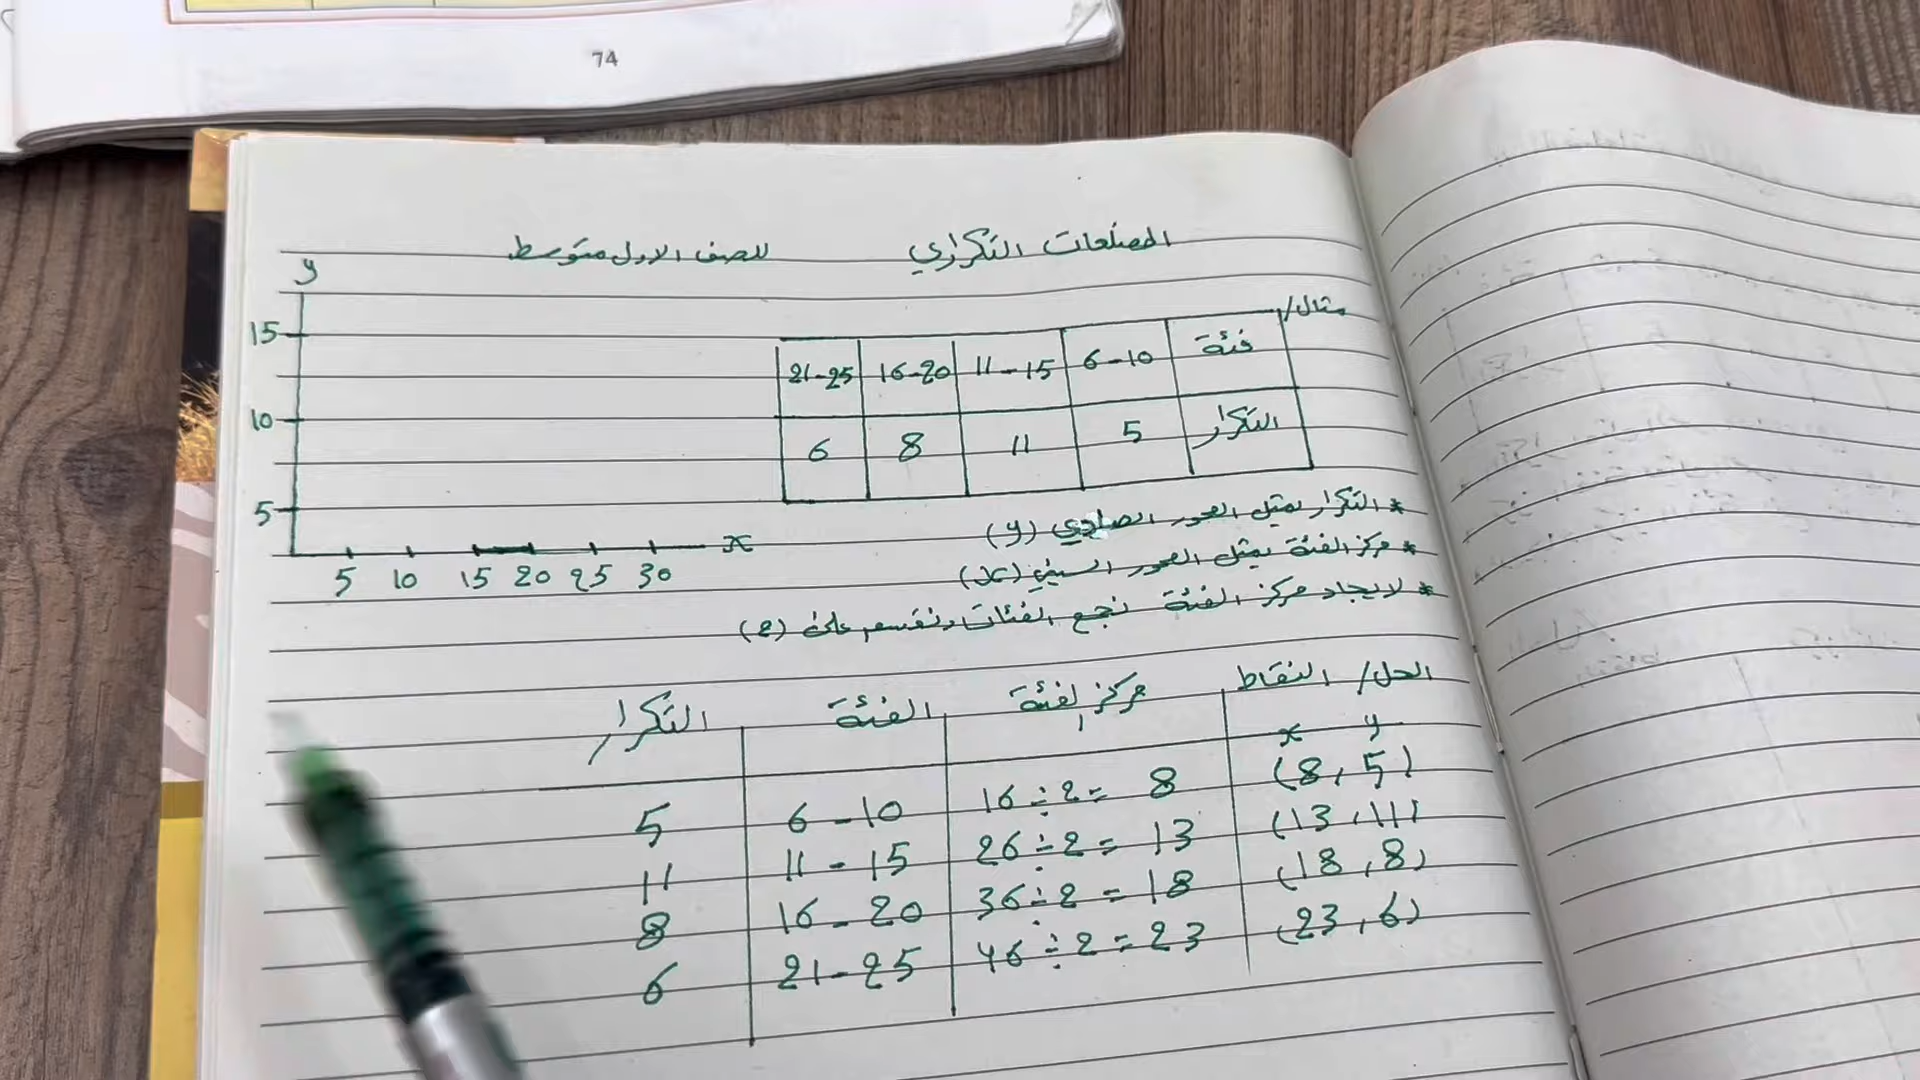 74
المضلعات التكراري للصف الاول متوسط
مثال/
فئة 6-10 11-15 16-20 21-25
التكرار 5 11 8 6
y
15
10
5
5 10 15 20 25 30 x
* التكرار يمثل المحور الصادي (y)
* مركز الفئة يمثل المحور السيني (x)
* لايجاد مركز الفئة نجمع الفئات ونقسم على (2)
الحل/ النقاط مركز لفئة الفئة التكرار
x y
(8,5) 16÷2= 8 6-10 5
(13,11) 26÷2= 13 11-15 11
(18,8) 36÷2=18 16-20 8
(23,6) 46÷2=23 21-25 6